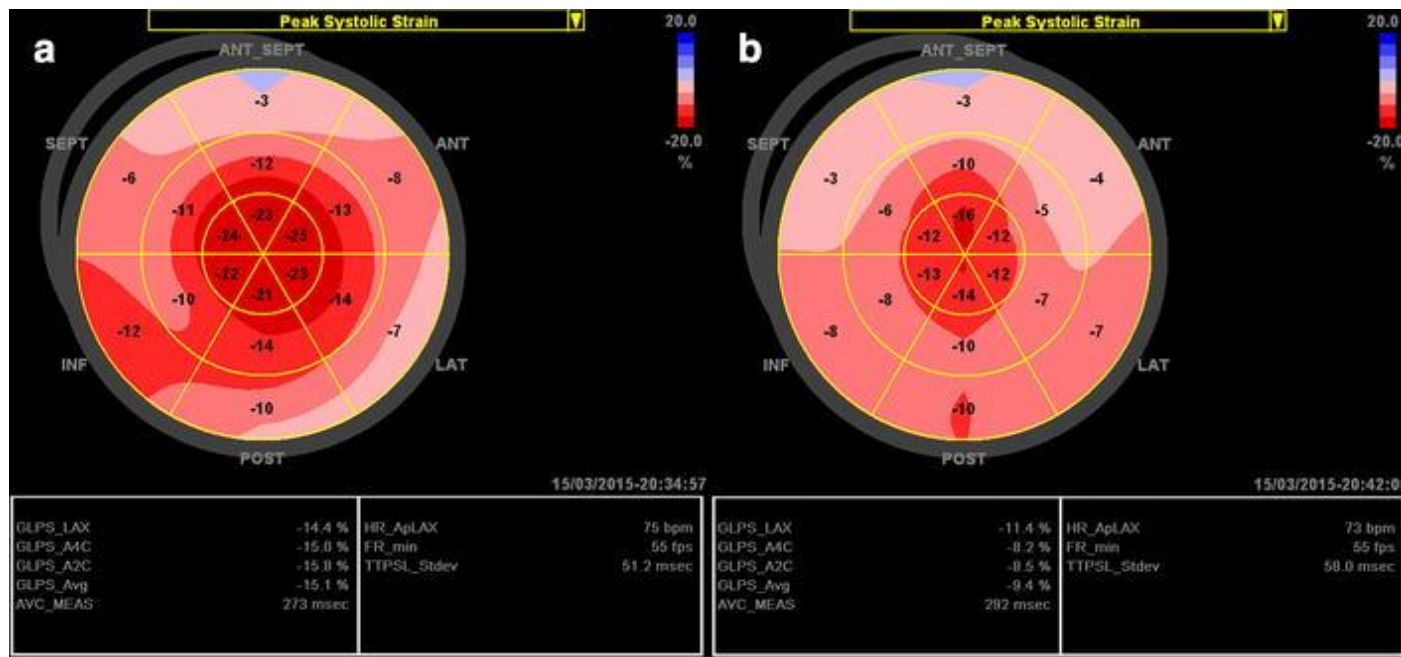 Peak Systolic Strain
a
20.0
ANT_SEPT
-3
SEPT
ANT
-20.0
%
-12
-6
-8
-11
-13
-23
-24
-25
-22
-23
-21
-10
-14
-12
-7
-14
INF
LAT
-10
POST
15/03/2015-20:34:57
GLPS_LAX -14.4 %
GLPS_A4C -15.0 %
GLPS_A2C -15.8 %
GLPS_Avg -15.1 %
AVC_MEAS 273 msec
HR_ApLAX 75 bpm
FR_min 55 fps
TTPSL_Stdev 51.2 msec
Peak Systolic Strain
b
20.0
ANT_SEPT
-3
SEPT
ANT
-20.0
%
-10
-3
-4
-6
-5
-16
-12
-12
-13
-12
-14
-8
-7
-8
-7
-10
INF
LAT
-10
POST
15/03/2015-20:42:0
GLPS_LAX -11.4 %
GLPS_A4C -8.2 %
GLPS_A2C -8.5 %
GLPS_Avg -9.4 %
AVC_MEAS 292 msec
HR_ApLAX 73 bpm
FR_min 55 fps
TTPSL_Stdev 58.0 msec